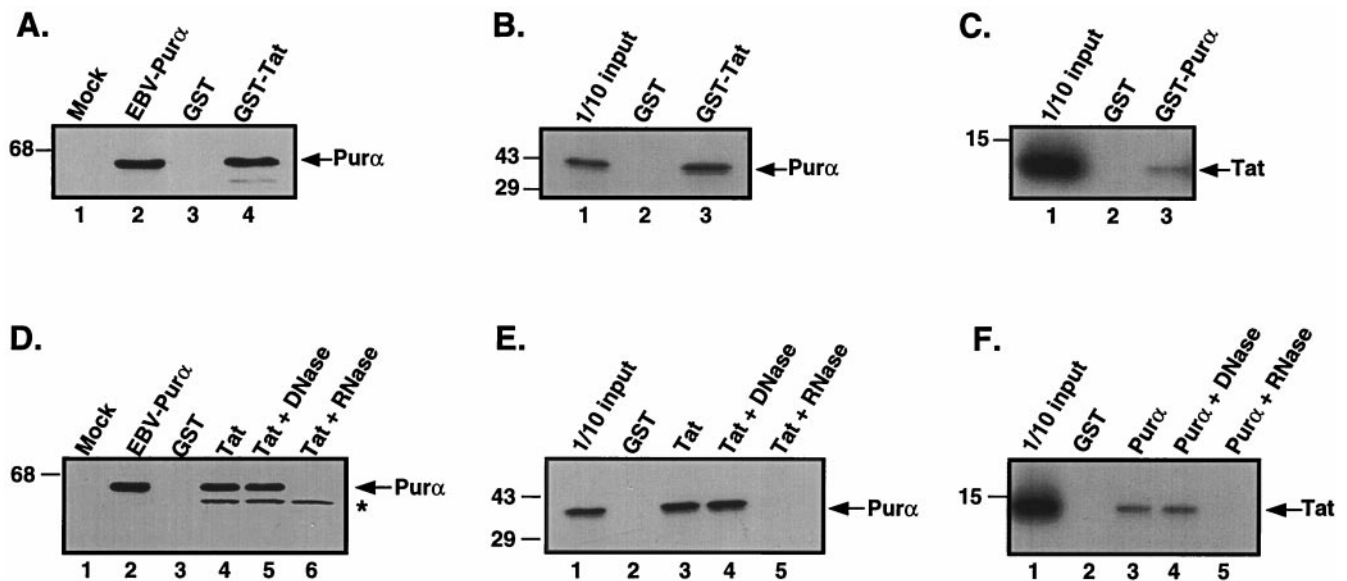 A.
Mock
EBV-Purα
GST
GST-Tat
68
Purα
1
2
3
4
B.
1/10 input
GST
GST-Tat
43
29
Purα
1
2
3
C.
1/10 input
GST
GST-Purα
15
Tat
1
2
3
D.
Mock
EBV-Purα
GST
Tat
Tat + DNase
Tat + RNase
68
Purα
*
1
2
3
4
5
6
E.
1/10 input
GST
Tat
Tat + DNase
Tat + RNase
43
29
Purα
1
2
3
4
5
F.
1/10 input
GST
Purα
Purα + DNase
Purα + RNase
15
Tat
1
2
3
4
5